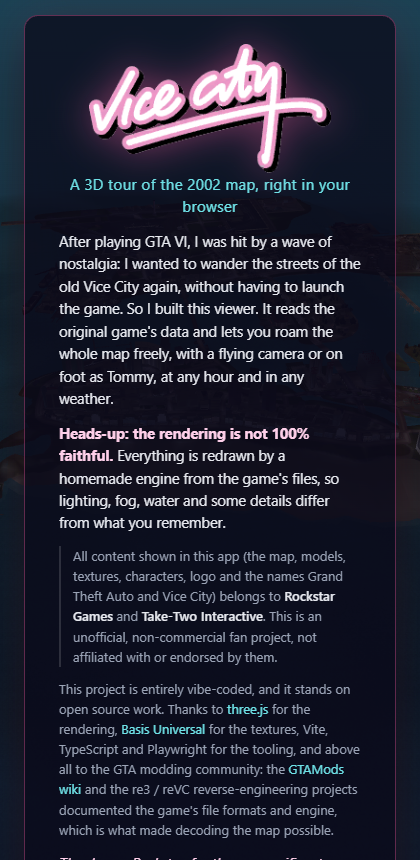 vice city
A 3D tour of the 2002 map, right in your
browser
After playing GTA VI, I was hit by a wave of
nostalgia: I wanted to wander the streets of the
old Vice City again, without having to launch
the game. So I built this viewer. It reads the
original game's data and lets you roam the
whole map freely, with a flying camera or on
foot as Tommy, at any hour and in any
weather.
Heads-up: the rendering is not 100%
faithful. Everything is redrawn by a
homemade engine from the game's files, so
lighting, fog, water and some details differ
from what you remember.
All content shown in this app (the map, models,
textures, characters, logo and the names Grand
Theft Auto and Vice City) belongs to Rockstar
Games and Take-Two Interactive. This is an
unofficial, non-commercial fan project, not
affiliated with or endorsed by them.
This project is entirely vibe-coded, and it stands on
open source work. Thanks to three.js for the
rendering, Basis Universal for the textures, Vite,
TypeScript and Playwright for the tooling, and above
all to the GTA modding community: the GTAMods
wiki and the re3 / reVC reverse-engineering projects
documented the game's file formats and engine,
which is what made decoding the map possible.